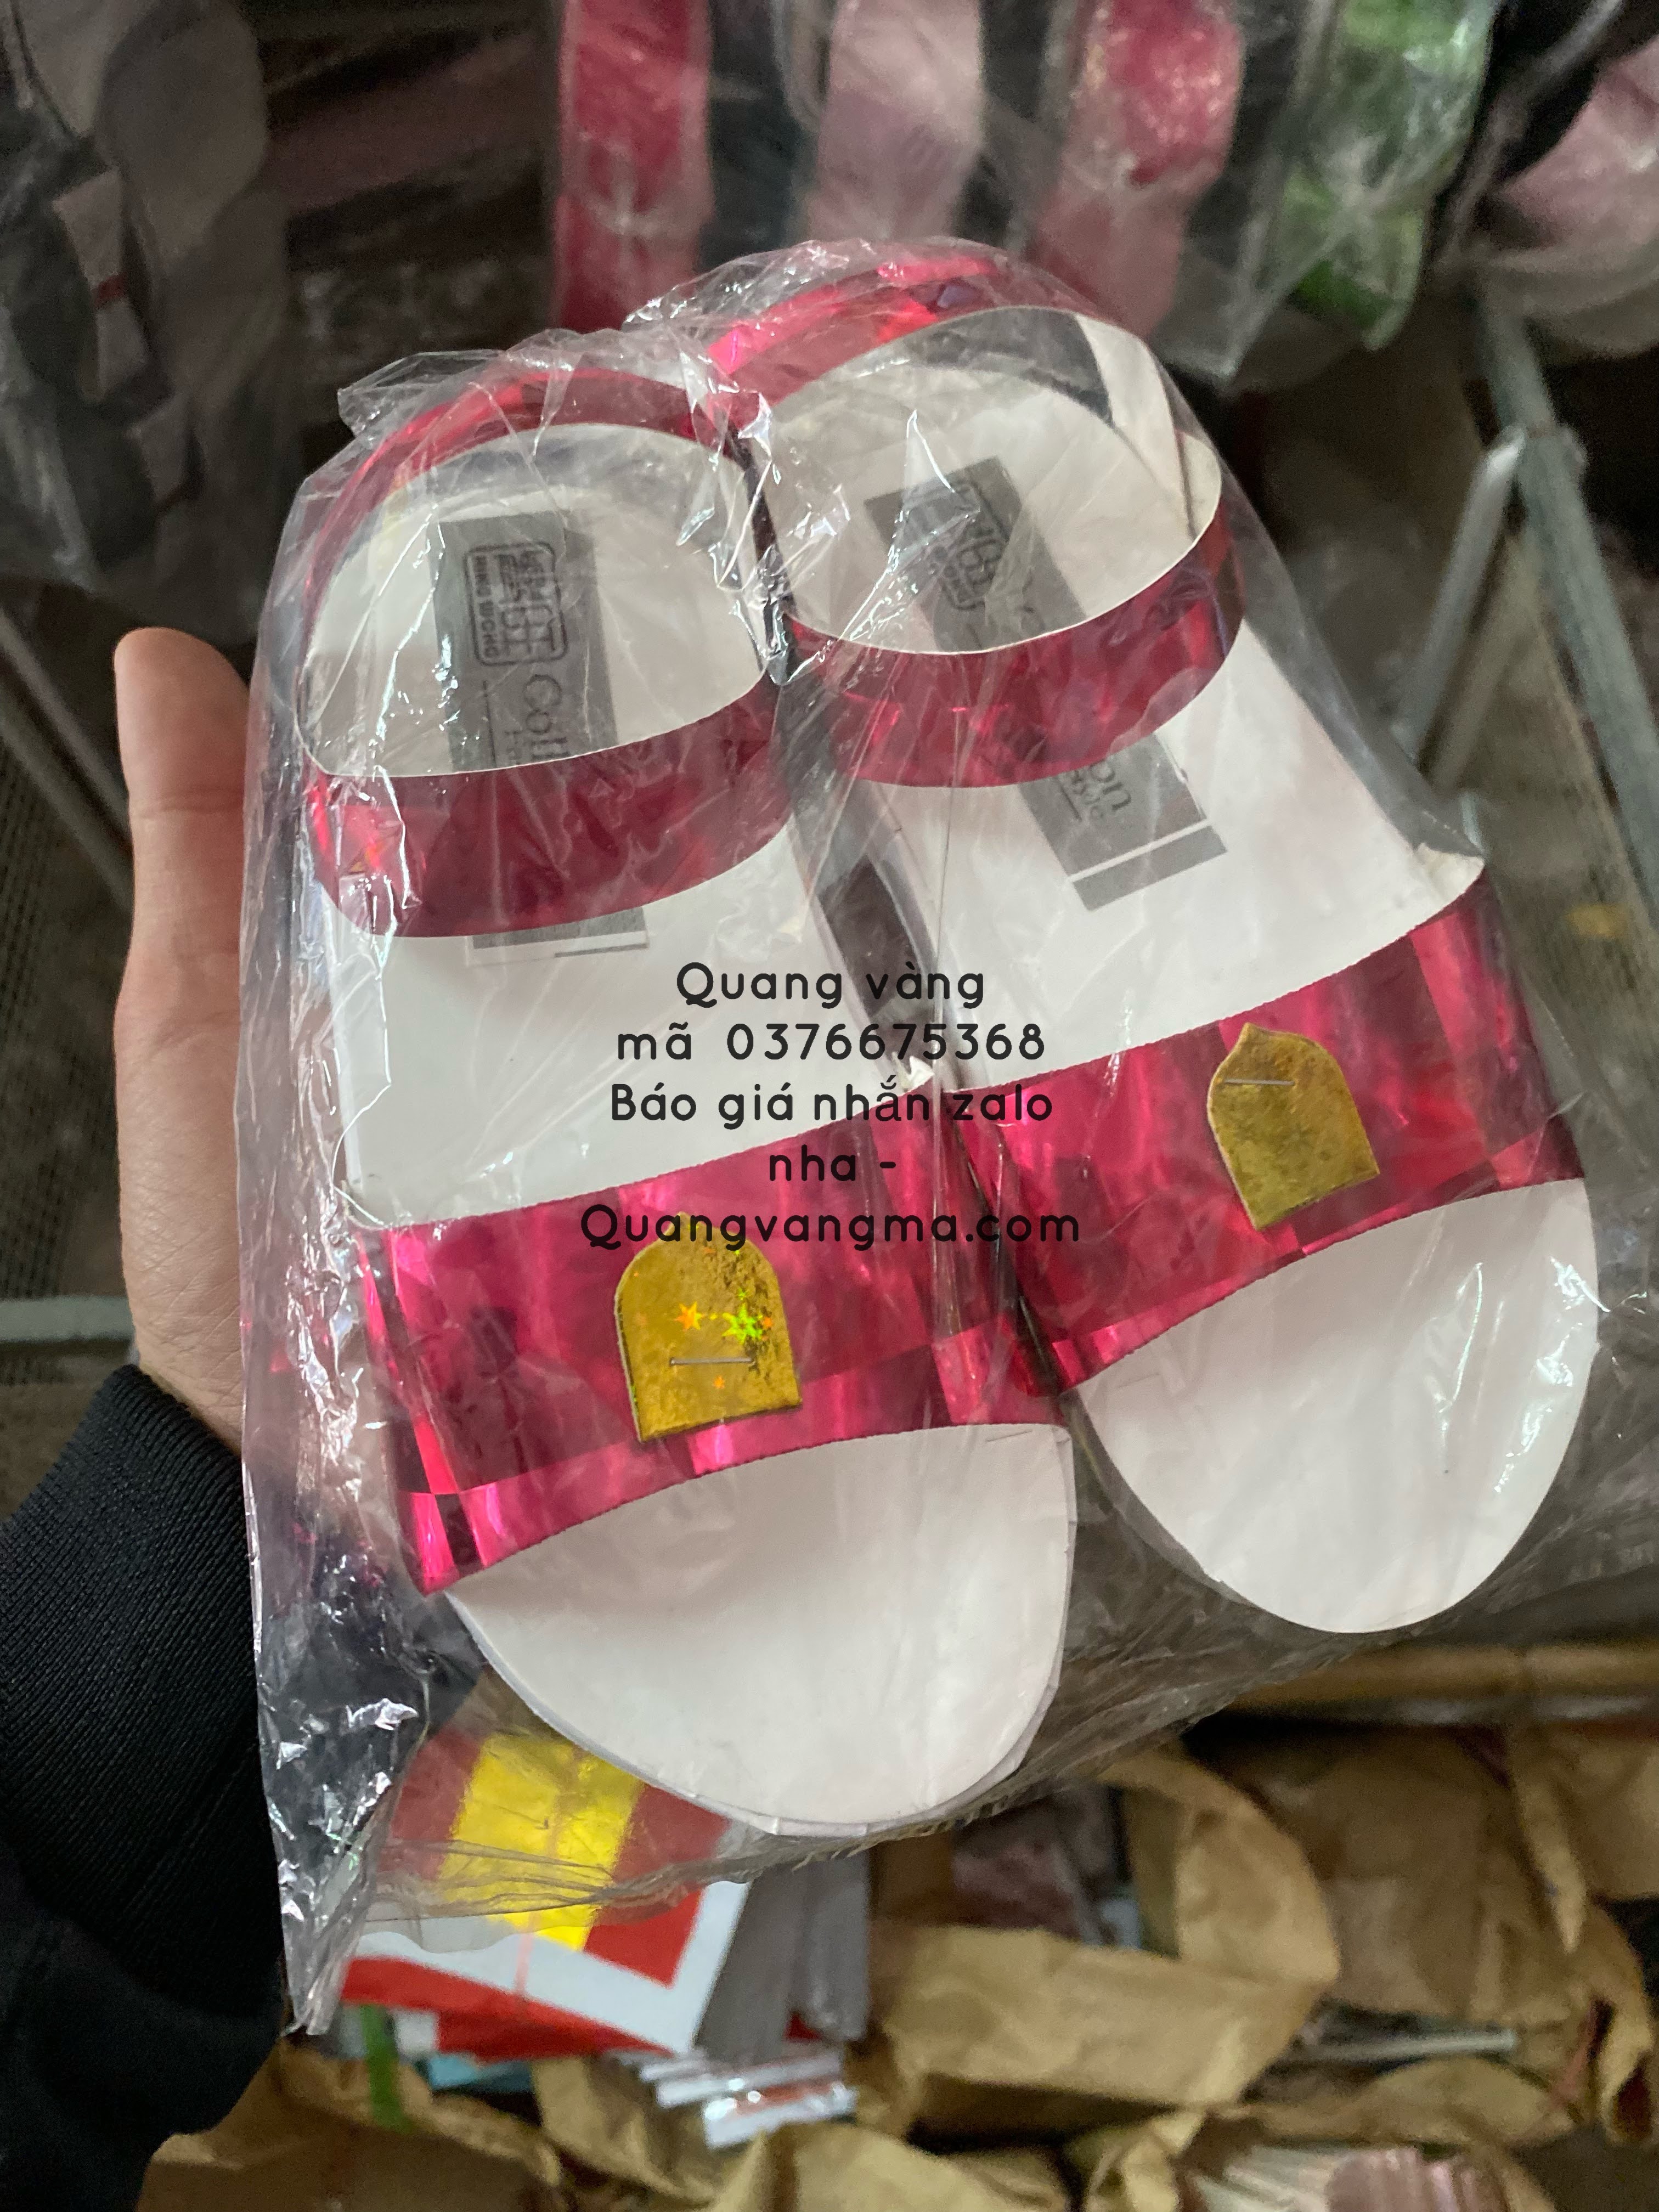 Quang vàng
mã 0376675368
Báo giá nhắn zalo
nha -
Quangvangma.com